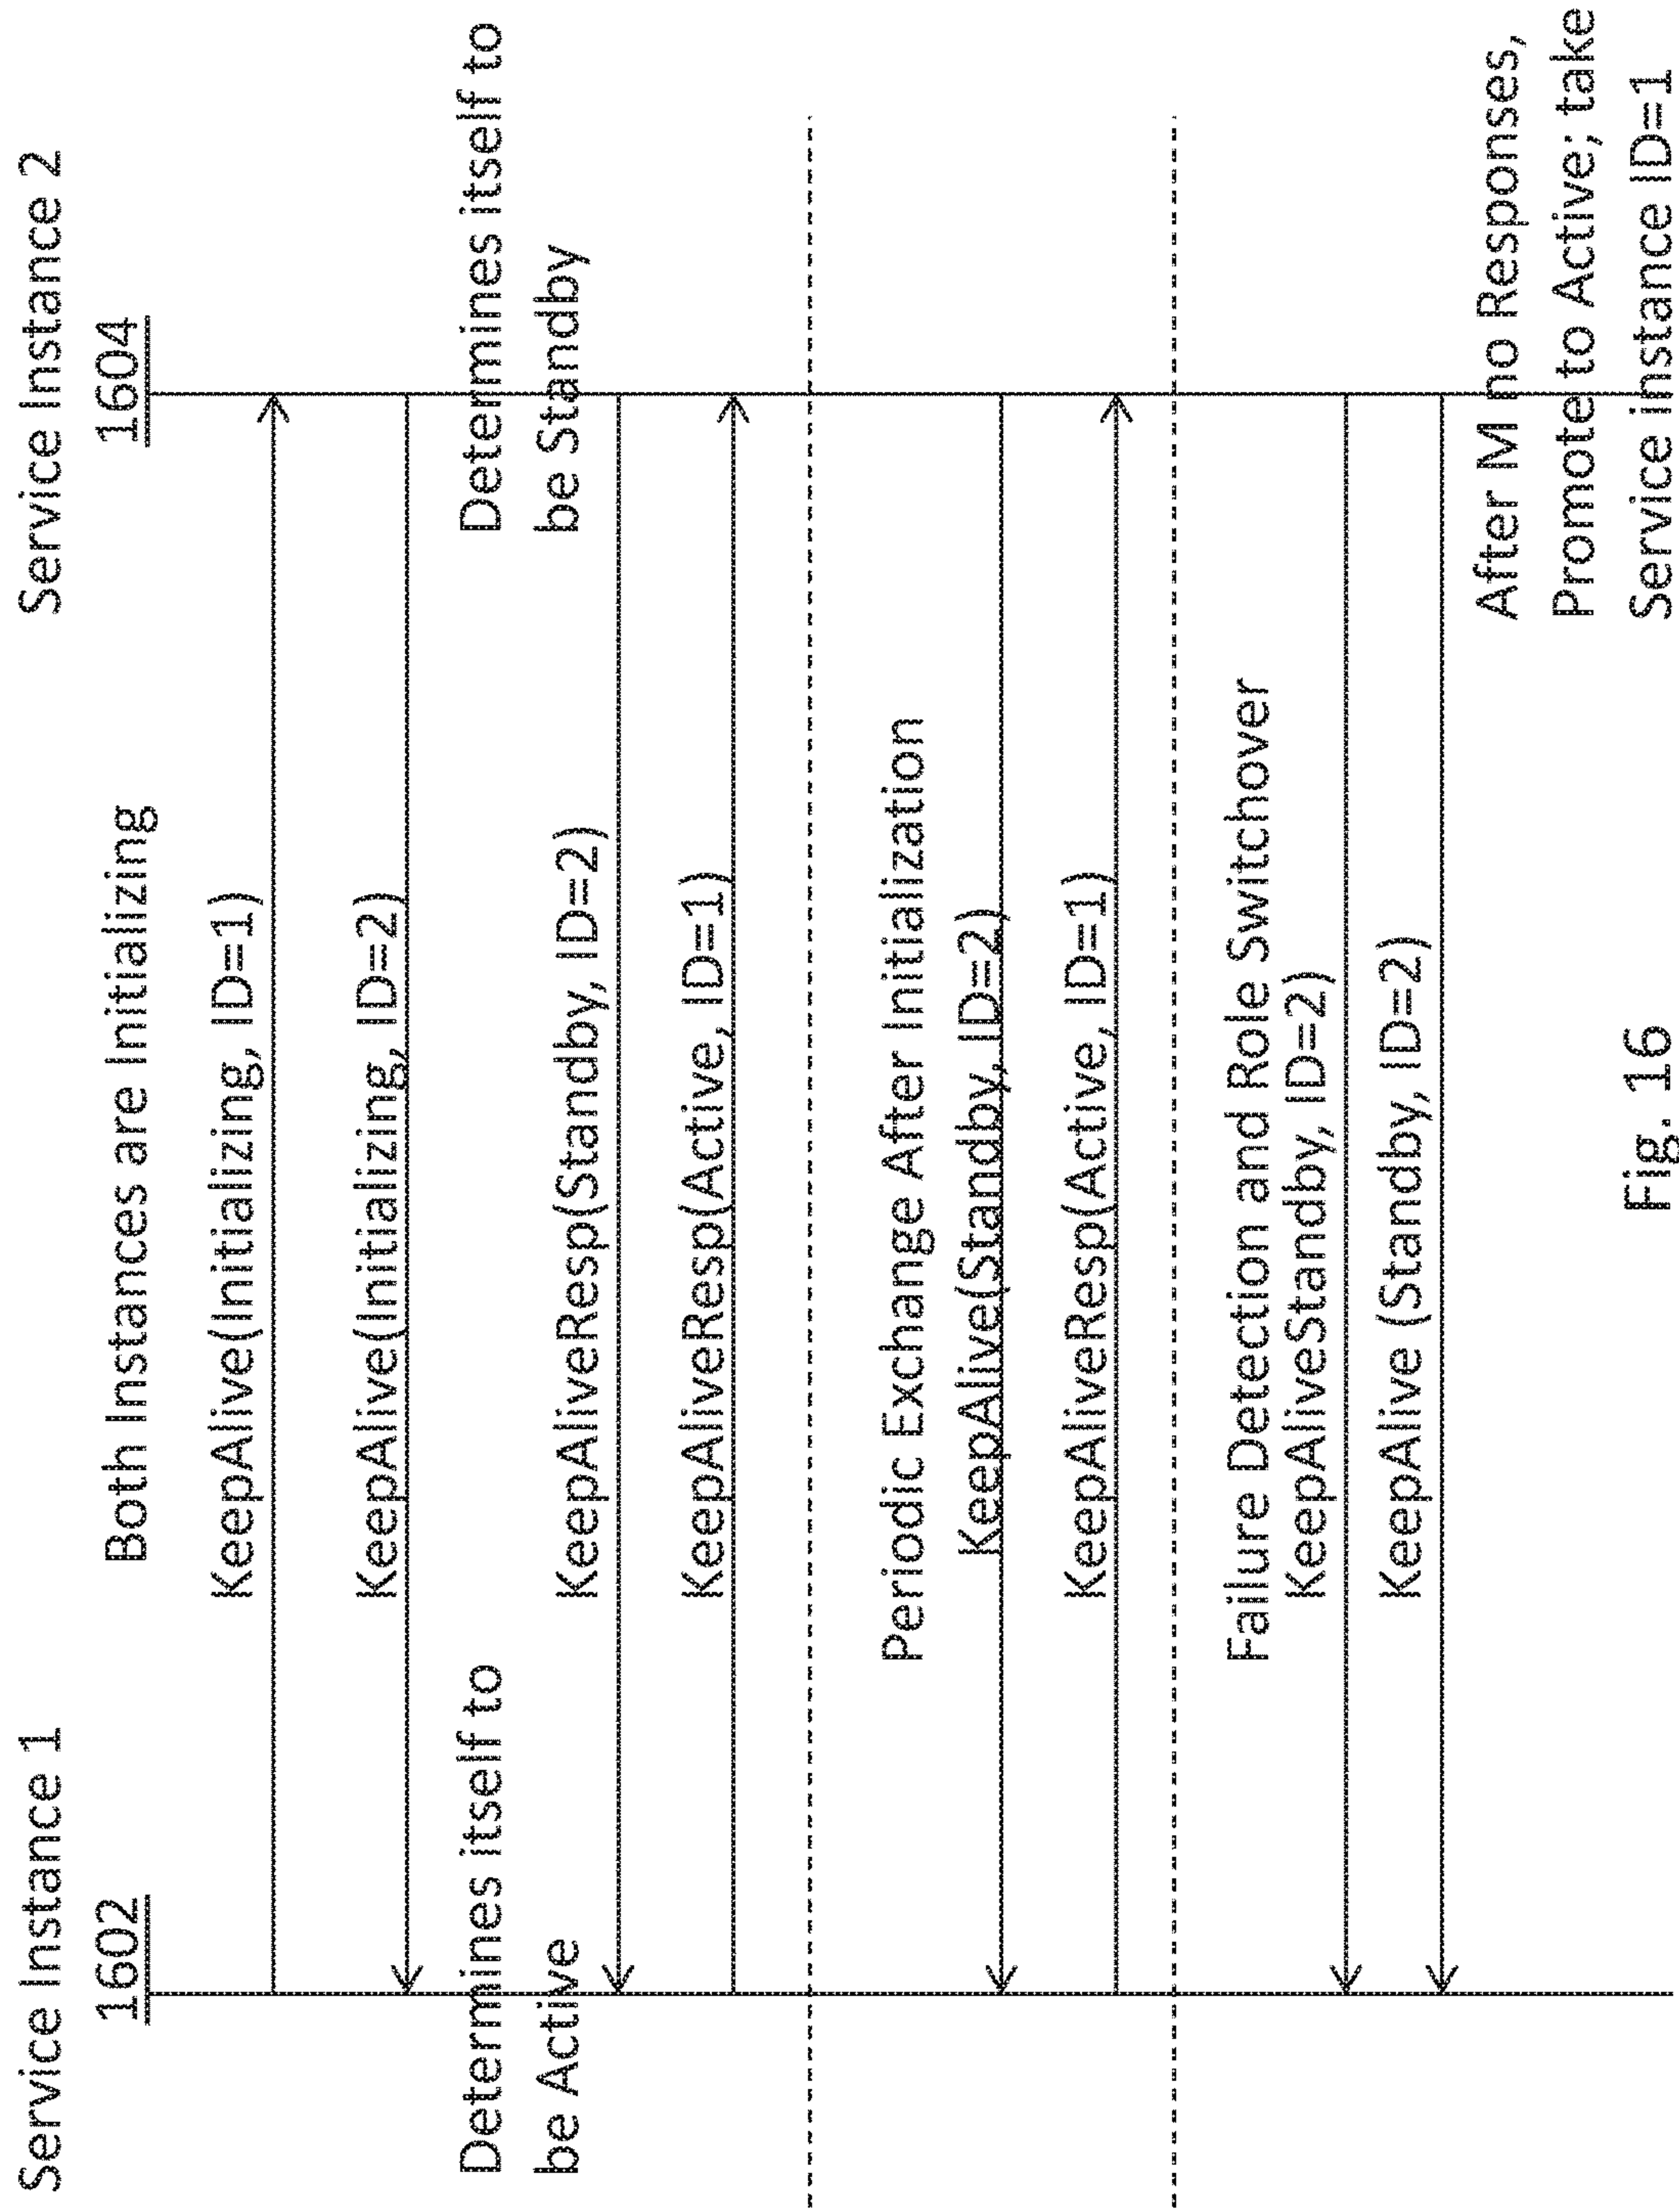 Service Instance 1
Service Instance 2
1602
1604
Both Instances are Initializing
KeepAlive(Initializing, ID=1)
KeepAlive(Initializing, ID=2)
Determines itself to
be Active
Determines itself to
be Standby
KeepAliveResp(Standby, ID=2)
KeepAliveResp(Active, ID=1)
Periodic Exchange After Initialization
KeepAlive(Standby, ID=2)
KeepAliveResp(Active, ID=1)
Failure Detection and Role Switchover
KeepAliveStandby, ID=2)
KeepAlive (Standby, ID=2)
After M no Responses,
Promote to Active; take
Service instance ID=1
Fig. 16